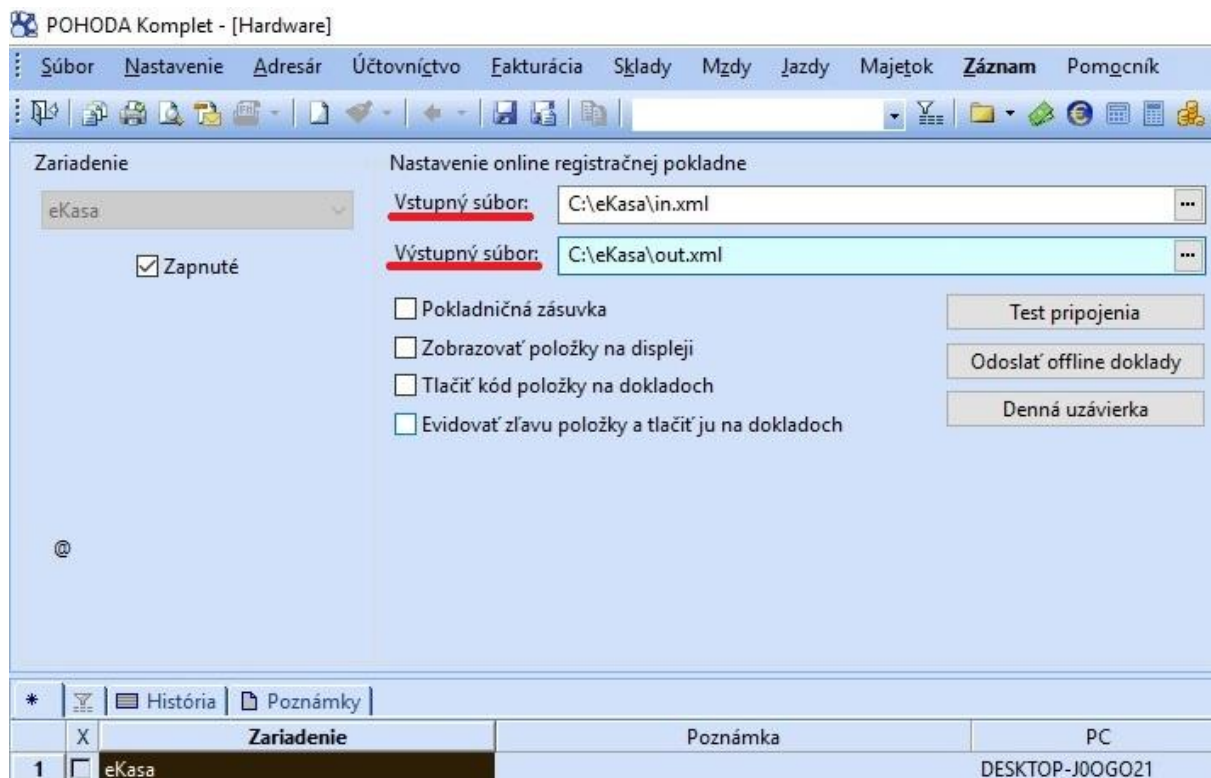 POHODA Komplet - [Hardware]
Súbor Nastavenie Adresár Účtovníctvo Fakturácia Sklady Mzdy Jazdy Majetok Záznam Pomocník
Zariadenie
eKasa
Zapnuté
@
Nastavenie online registračnej pokladne
Vstupný súbor: C:\eKasa\in.xml ...
Výstupný súbor: C:\eKasa\out.xml ...
Pokladničná zásuvka
Zobrazovať položky na displeji
Tlačiť kód položky na dokladoch
Evidovať zľavu položky a tlačiť ju na dokladoch
Test pripojenia
Odoslať offline doklady
Denná uzávierka
* História Poznámky
X Zariadenie Poznámka PC
1 eKasa DESKTOP-J0OGO21